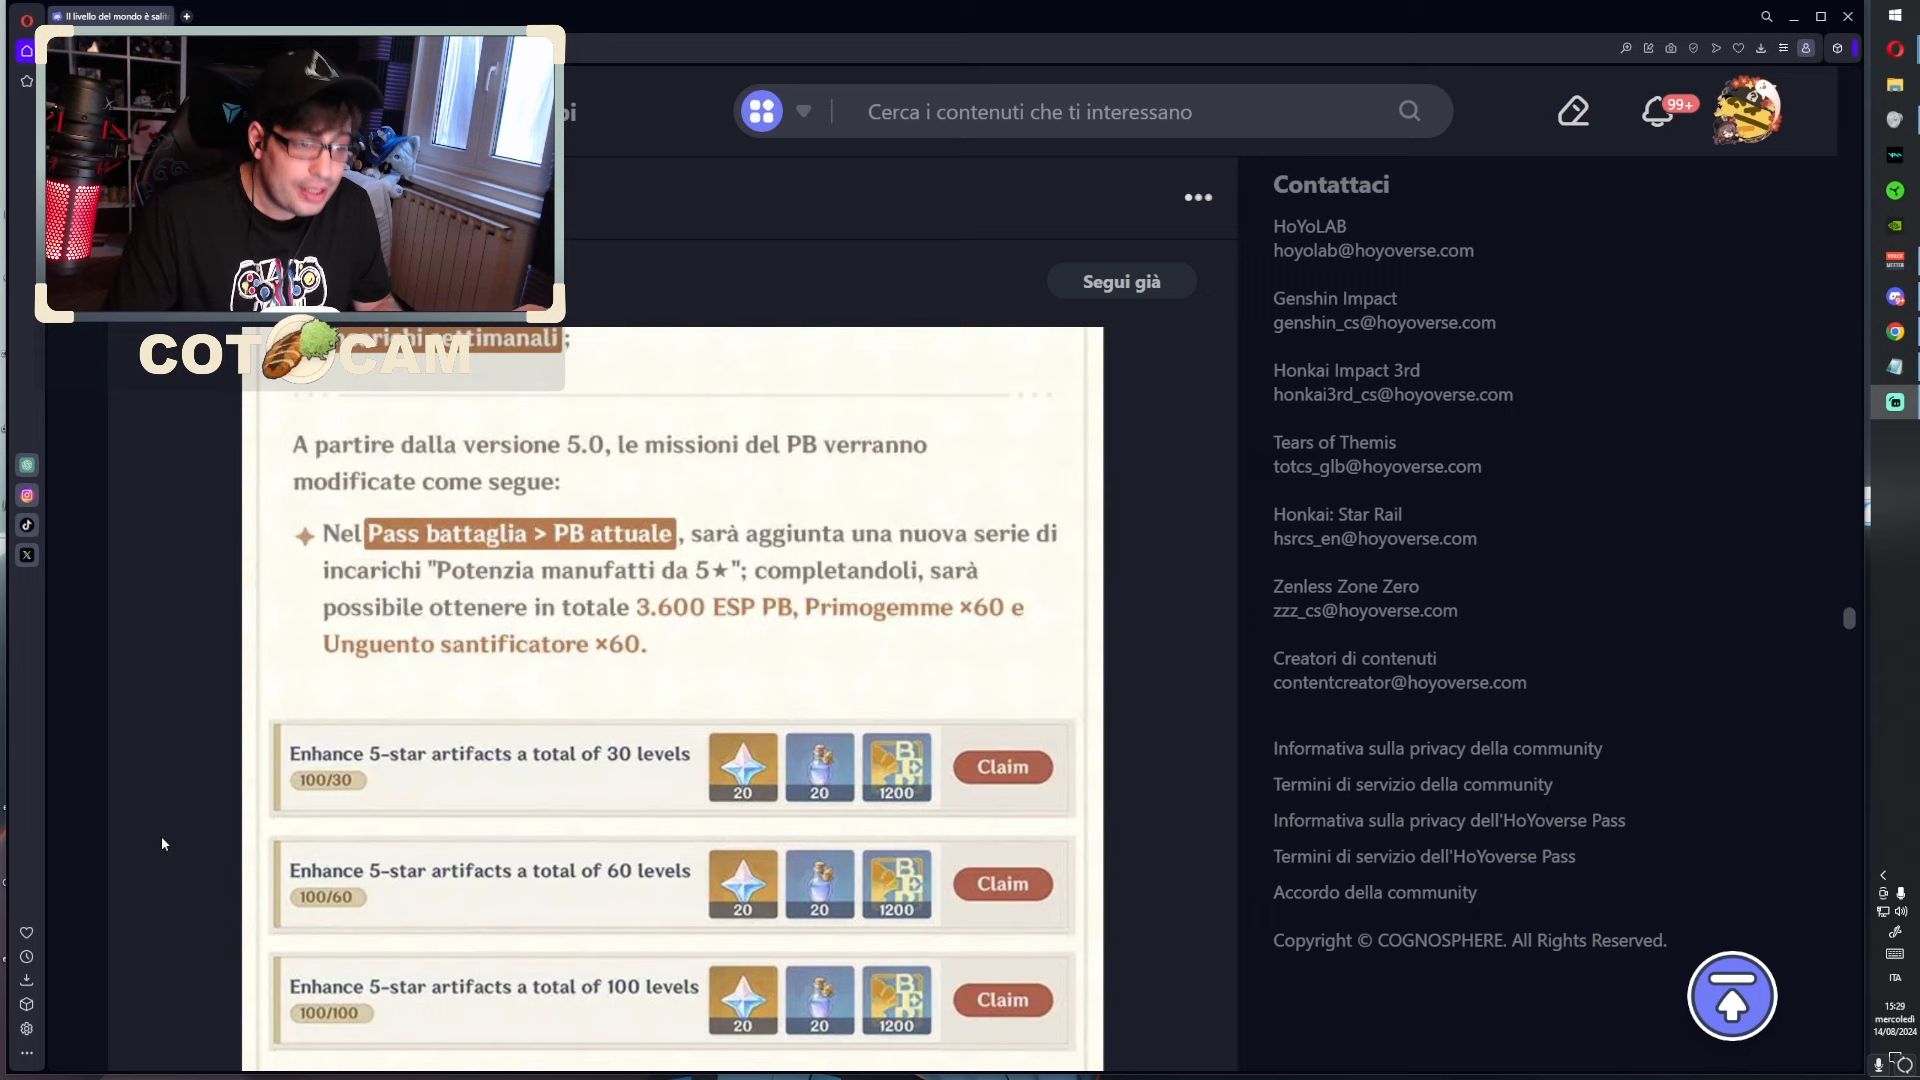 Il livello del mondo è salit
Cerca i contenuti che ti interessano
99+
Segui già
COT CAM
settimanali ;
A partire dalla versione 5.0, le missioni del PB verranno
modificate come segue:
Nel Pass battaglia > PB attuale , sarà aggiunta una nuova serie di
incarichi "Potenzia manufatti da 5★"; completandoli, sarà
possibile ottenere in totale 3.600 ESP PB, Primogemme ×60 e
Unguento santificatore ×60.
Enhance 5-star artifacts a total of 30 levels
100/30
20
20
1200
Claim
Enhance 5-star artifacts a total of 60 levels
100/60
20
20
1200
Claim
Enhance 5-star artifacts a total of 100 levels
100/100
20
20
1200
Claim
Contattaci
HoYoLAB
hoyolab@hoyoverse.com
Genshin Impact
genshin_cs@hoyoverse.com
Honkai Impact 3rd
honkai3rd_cs@hoyoverse.com
Tears of Themis
totcs_glb@hoyoverse.com
Honkai: Star Rail
hsrcs_en@hoyoverse.com
Zenless Zone Zero
zzz_cs@hoyoverse.com
Creatori di contenuti
contentcreator@hoyoverse.com
Informativa sulla privacy della community
Termini di servizio della community
Informativa sulla privacy dell'HoYoverse Pass
Termini di servizio dell'HoYoverse Pass
Accordo della community
Copyright © COGNOSPHERE. All Rights Reserved.
ITA
15:29
mercoledì
14/08/2024